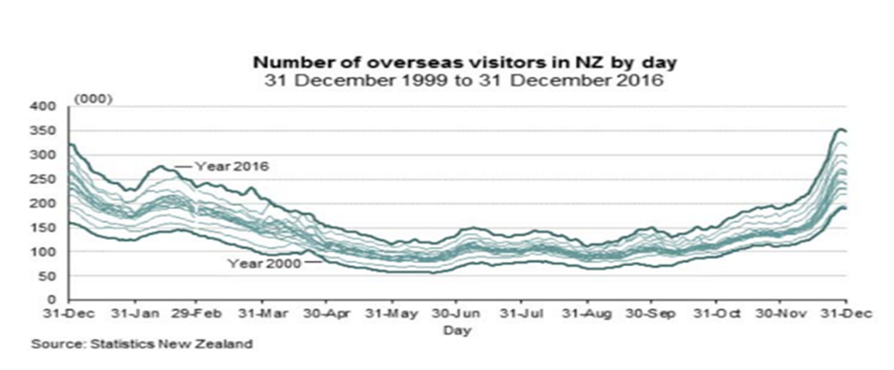 Number of overseas visitors in NZ by day
31 December 1999 to 31 December 2016
(000)
400
350
300
250
200
150
100
50
0
Year 2016
Year 2000
31-Dec 31-Jan 29-Feb 31-Mar 30-Apr 31-May 30-Jun 31-Jul 31-Aug 30-Sep 31-Oct 30-Nov 31-Dec
Day
Source: Statistics New Zealand